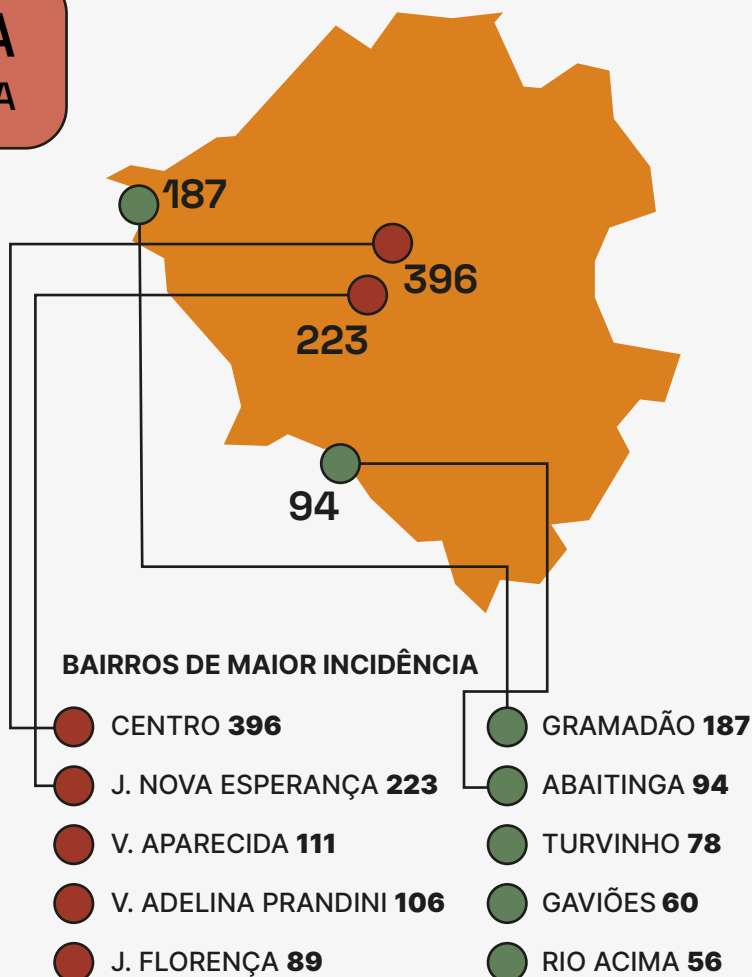 A
A
187
396
223
94
BAIRROS DE MAIOR INCIDÊNCIA
CENTRO 396
J. NOVA ESPERANÇA 223
V. APARECIDA 111
V. ADELINA PRANDINI 106
J. FLORENÇA 89
GRAMADÃO 187
ABAITINGA 94
TURVINHO 78
GAVIÕES 60
RIO ACIMA 56